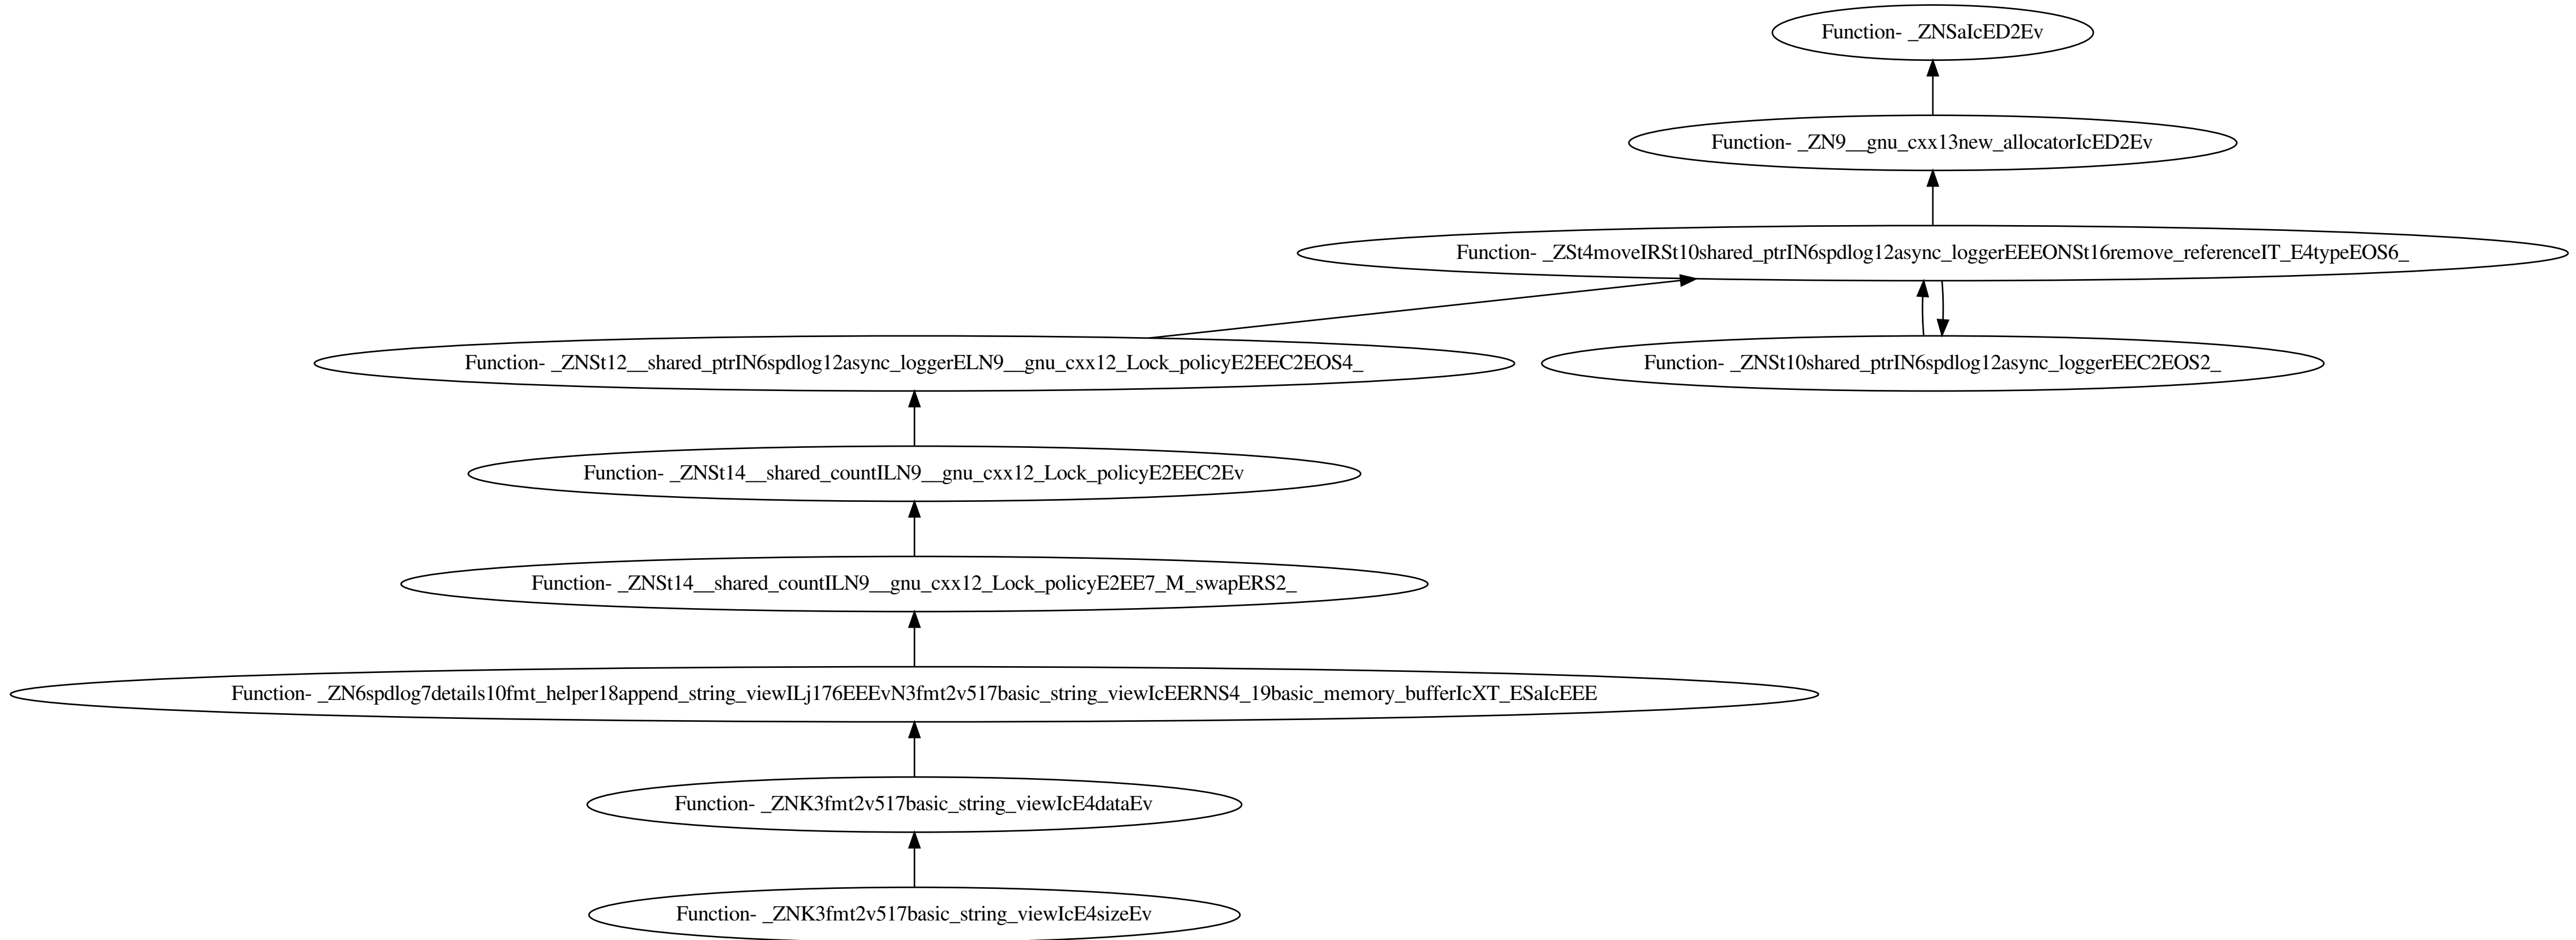 Function- _ZNSaIcED2Ev
Function- _ZN9__gnu_cxx13new_allocatorIcED2Ev
Function- _ZSt4moveIRSt10shared_ptrIN6spdlog12async_loggerEEEONSt16remove_referenceIT_E4typeEOS6_
Function- _ZNSt12__shared_ptrIN6spdlog12async_loggerELN9__gnu_cxx12_Lock_policyE2EEC2EOS4_
Function- _ZNSt10shared_ptrIN6spdlog12async_loggerEEC2EOS2_
Function- _ZNSt14__shared_countILN9__gnu_cxx12_Lock_policyE2EEC2Ev
Function- _ZNSt14__shared_countILN9__gnu_cxx12_Lock_policyE2EE7_M_swapERS2_
Function- _ZN6spdlog7details10fmt_helper18append_string_viewILj176EEEvN3fmt2v517basic_string_viewIcEERNS4_19basic_memory_bufferIcXT_ESaIcEEE
Function- _ZNK3fmt2v517basic_string_viewIcE4dataEv
Function- _ZNK3fmt2v517basic_string_viewIcE4sizeEv